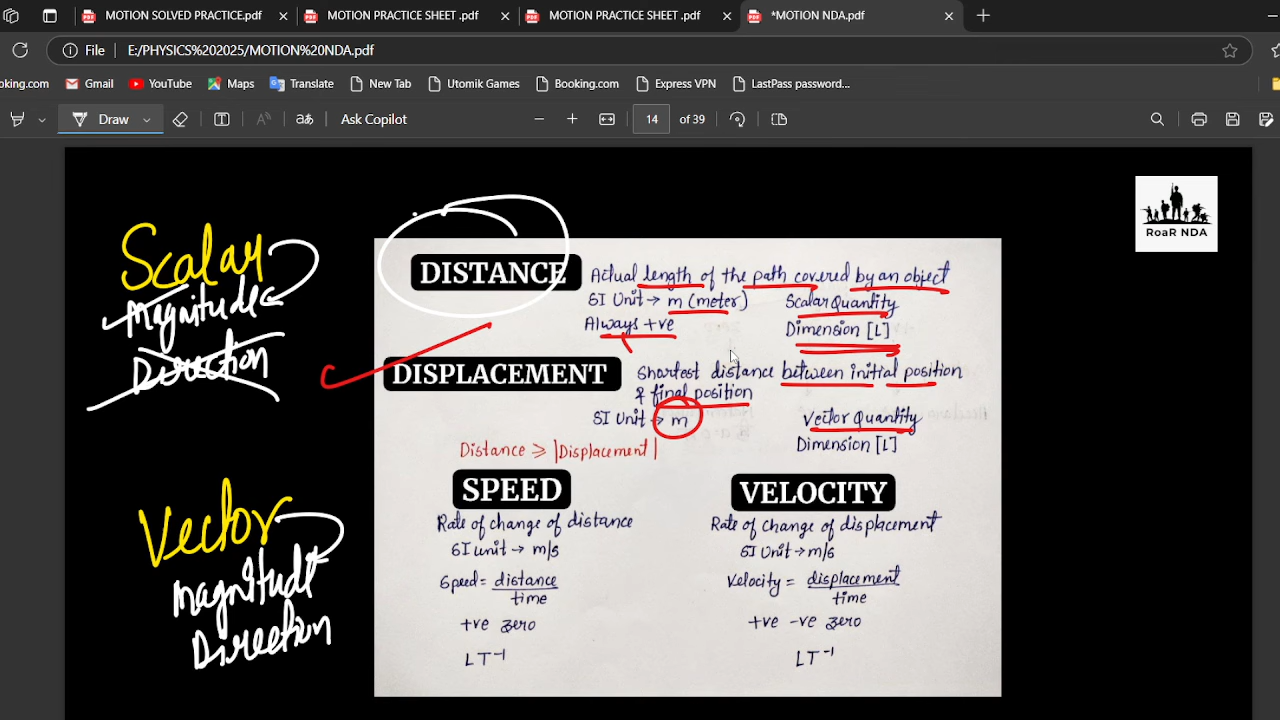 MOTION SOLVED PRACTICE.pdf
MOTION PRACTICE SHEET .pdf
MOTION PRACTICE SHEET .pdf
*MOTION NDA.pdf
File
E:/PHYSICS%202025/MOTION%20NDA.pdf
oking.com
Gmail
YouTube
Maps
Translate
New Tab
Utomik Games
Booking.com
Express VPN
LastPass password...
Draw
Ask Copilot
14 of 39
RoaR NDA
Scalar
Magnitude
Direction
Vector
Magnitude
Direction
DISTANCE
Actual length of the path covered by an object
SI Unit → m (meter)
Scalar Quantity
Always +ve
Dimension [L]
DISPLACEMENT
Shortest distance between initial position
& final position
SI Unit → m
Vector Quantity
Dimension [L]
Distance ≥ |Displacement|
SPEED
Rate of change of distance
SI unit → m/s
Speed = distance
time
+ve zero
LT⁻¹
VELOCITY
Rate of change of displacement
SI Unit → m/s
Velocity = displacement
time
+ve -ve zero
LT⁻¹